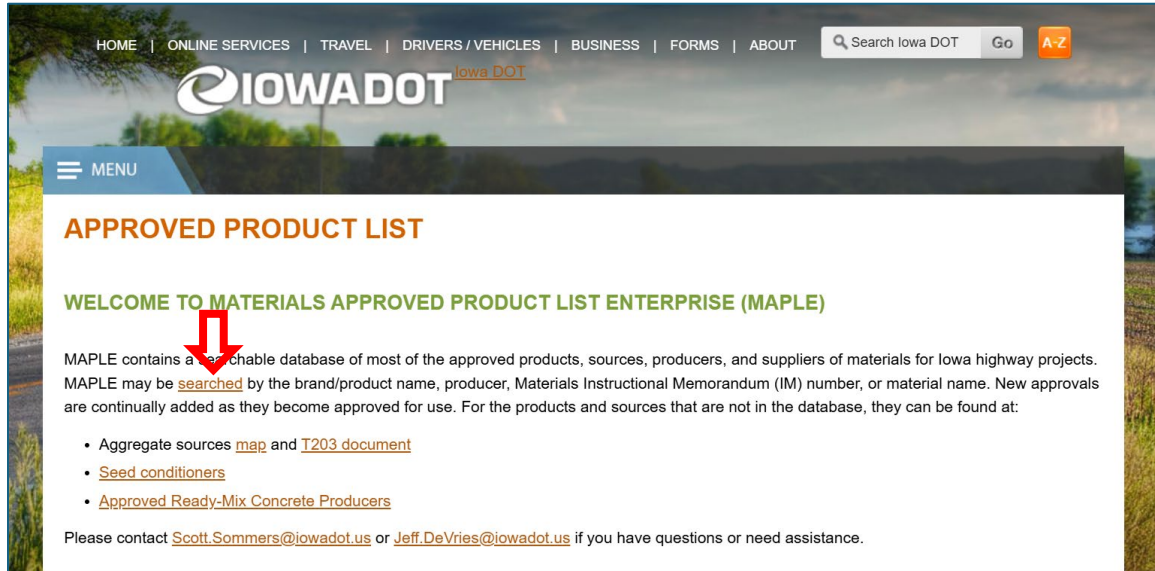 HOME | ONLINE SERVICES | TRAVEL | DRIVERS / VEHICLES | BUSINESS | FORMS | ABOUT Search Iowa DOT Go A-Z
IOWADOT Iowa DOT
MENU
APPROVED PRODUCT LIST
WELCOME TO MATERIALS APPROVED PRODUCT LIST ENTERPRISE (MAPLE)
MAPLE contains a searchable database of most of the approved products, sources, producers, and suppliers of materials for Iowa highway projects.
MAPLE may be searched by the brand/product name, producer, Materials Instructional Memorandum (IM) number, or material name. New approvals
are continually added as they become approved for use. For the products and sources that are not in the database, they can be found at:
• Aggregate sources map and T203 document
• Seed conditioners
• Approved Ready-Mix Concrete Producers
Please contact Scott.Sommers@iowadot.us or Jeff.DeVries@iowadot.us if you have questions or need assistance.